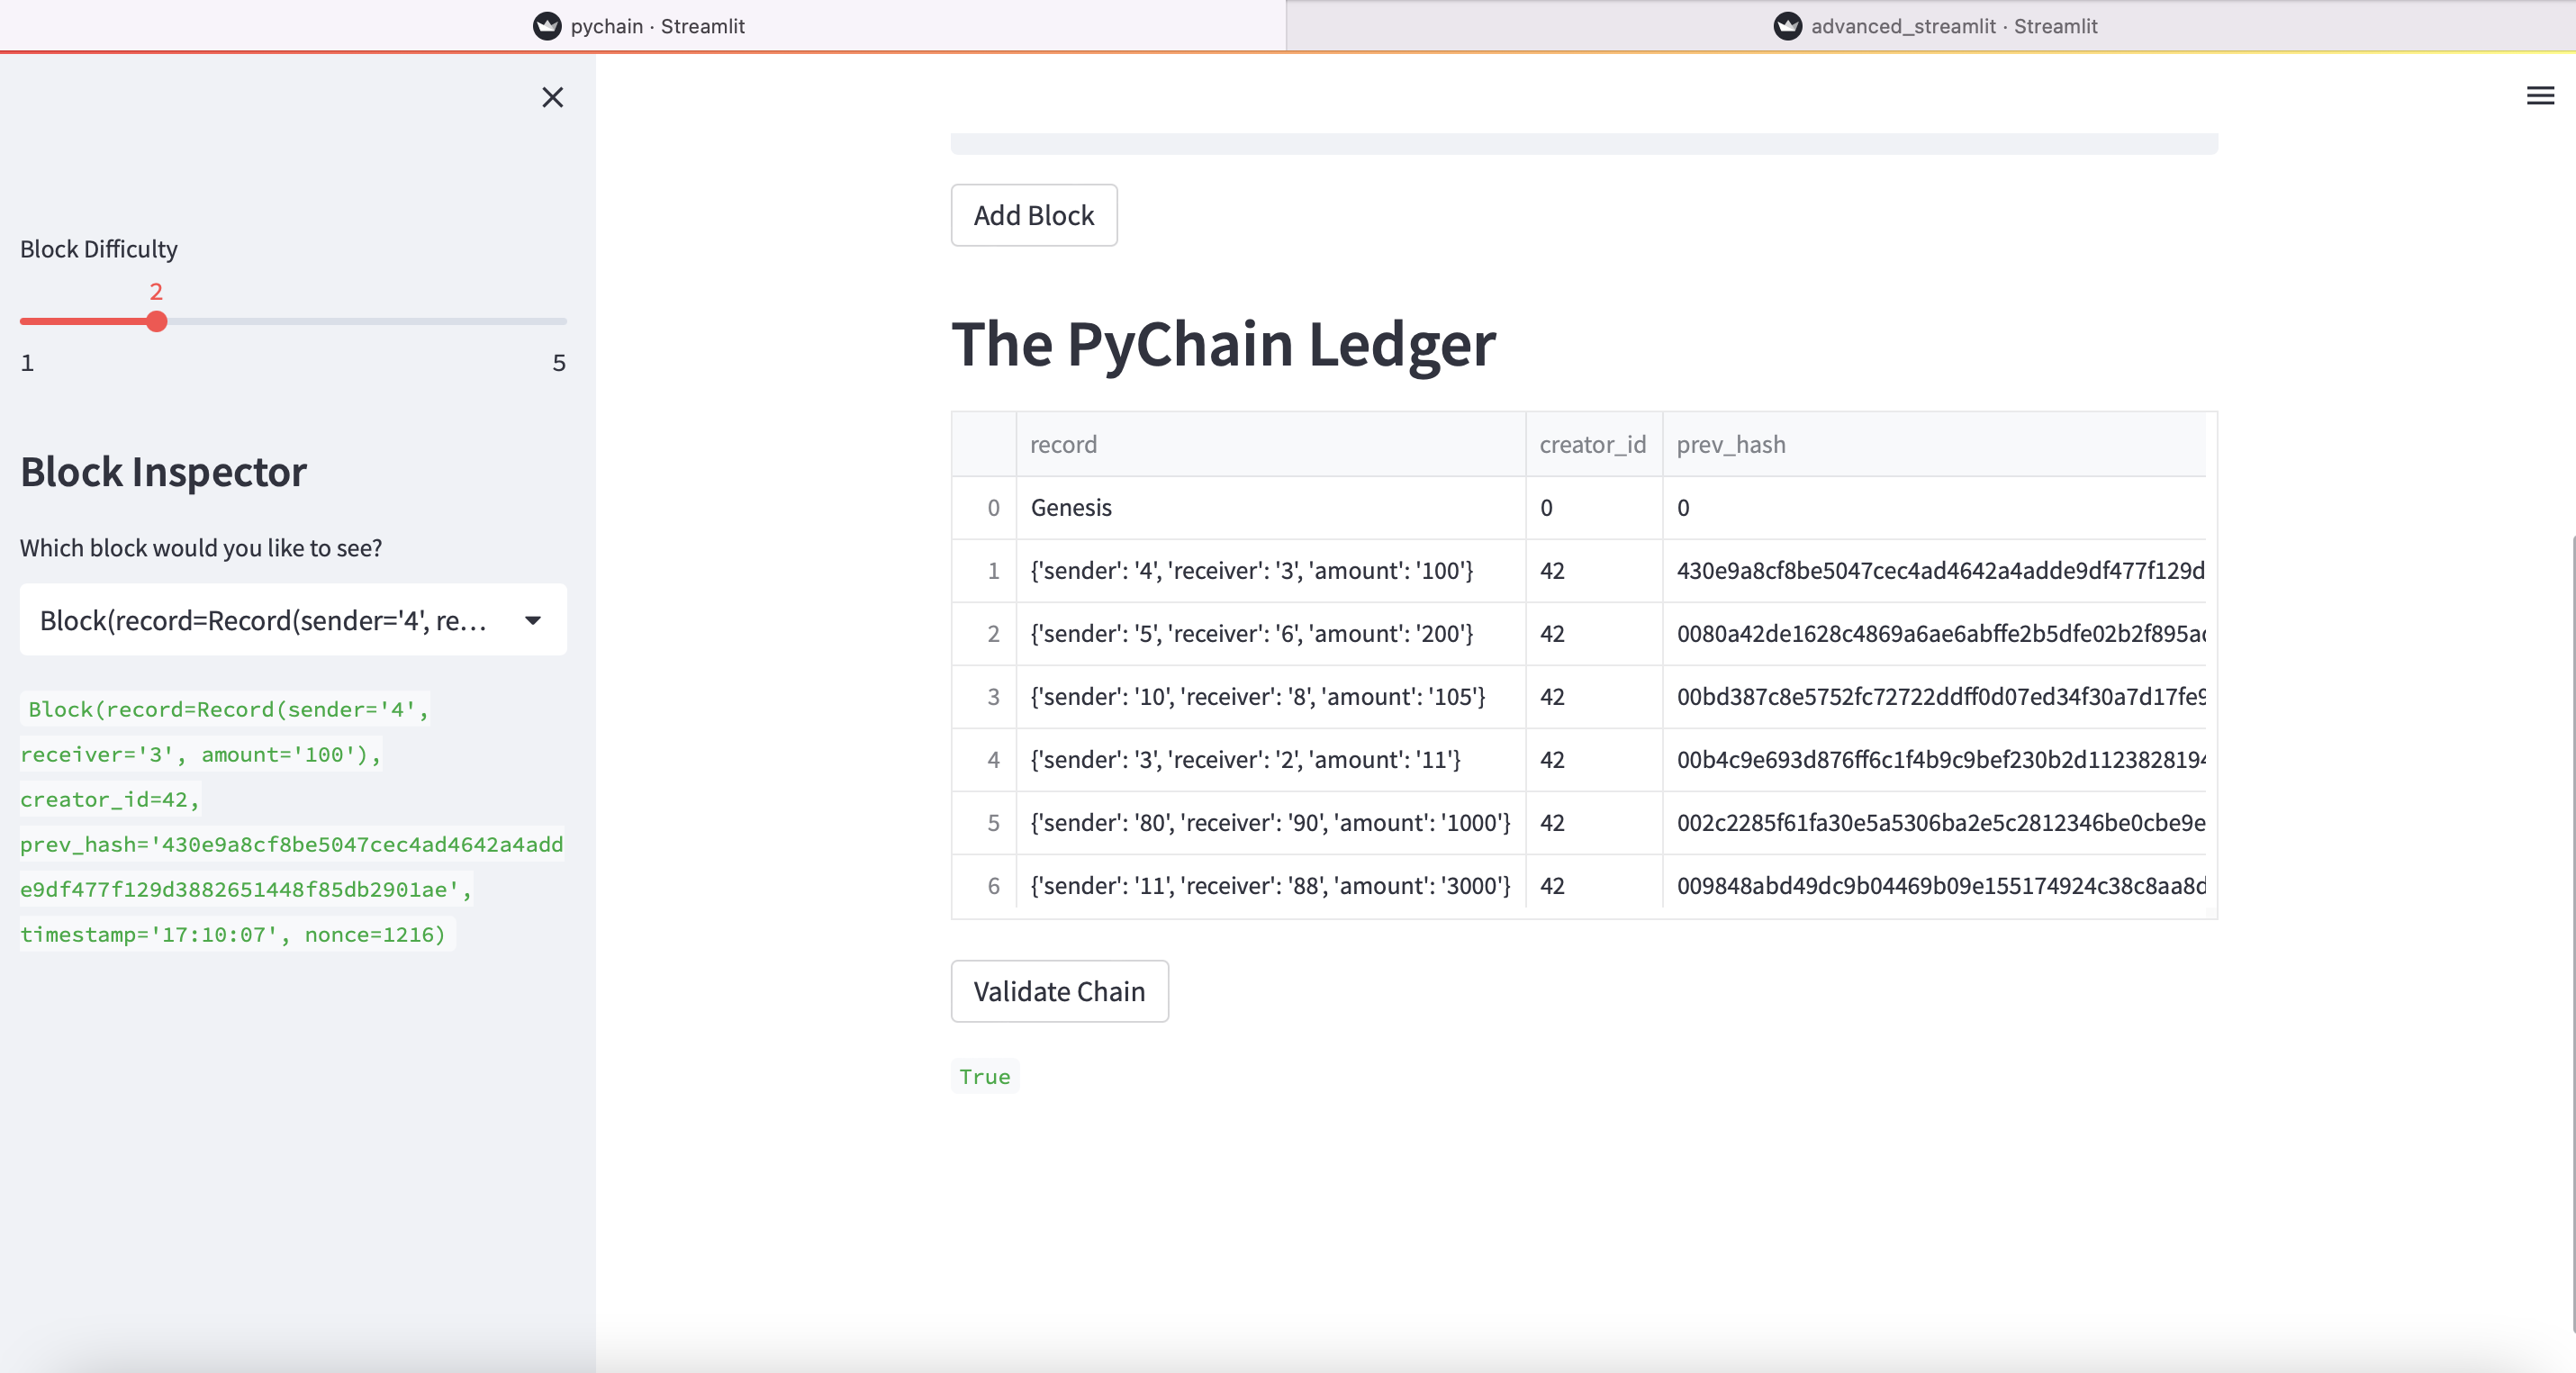 pychain · Streamlit
advanced_streamlit · Streamlit
Block Difficulty
2
1 5
Block Inspector
Which block would you like to see?
Block(record=Record(sender='4', re...
Block(record=Record(sender='4',
receiver='3', amount='100'),
creator_id=42,
prev_hash='430e9a8cf8be5047cec4ad4642a4add
e9df477f129d3882651448f85db2901ae',
timestamp='17:10:07', nonce=1216)
Add Block
The PyChain Ledger
record creator_id prev_hash
0 Genesis 0 0
1 {'sender': '4', 'receiver': '3', 'amount': '100'} 42 430e9a8cf8be5047cec4ad4642a4adde9df477f129d
2 {'sender': '5', 'receiver': '6', 'amount': '200'} 42 0080a42de1628c4869a6ae6abffe2b5dfe02b2f895a
3 {'sender': '10', 'receiver': '8', 'amount': '105'} 42 00bd387c8e5752fc72722ddff0d07ed34f30a7d17fe9
4 {'sender': '3', 'receiver': '2', 'amount': '11'} 42 00b4c9e693d876ff6c1f4b9c9bef230b2d1123828194
5 {'sender': '80', 'receiver': '90', 'amount': '1000'} 42 002c2285f61fa30e5a5306ba2e5c2812346be0cbe9e
6 {'sender': '11', 'receiver': '88', 'amount': '3000'} 42 009848abd49dc9b04469b09e155174924c38c8aa8d
Validate Chain
True